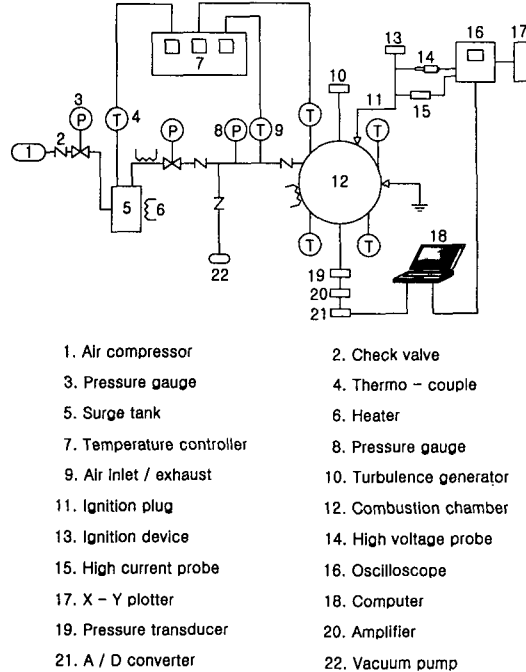 13
16
17
14
10
7
11
15
3
4
P
T
8
P
T
9
T
T
P
2
1
5
6
12
T
T
T
18
22
19
20
21
1. Air compressor
2. Check valve
3. Pressure gauge
4. Thermo - couple
5. Surge tank
6. Heater
7. Temperature controller
8. Pressure gauge
9. Air inlet / exhaust
10. Turbulence generator
11. Ignition plug
12. Combustion chamber
13. Ignition device
14. High voltage probe
15. High current probe
16. Oscilloscope
17. X - Y plotter
18. Computer
19. Pressure transducer
20. Amplifier
21. A / D converter
22. Vacuum pump